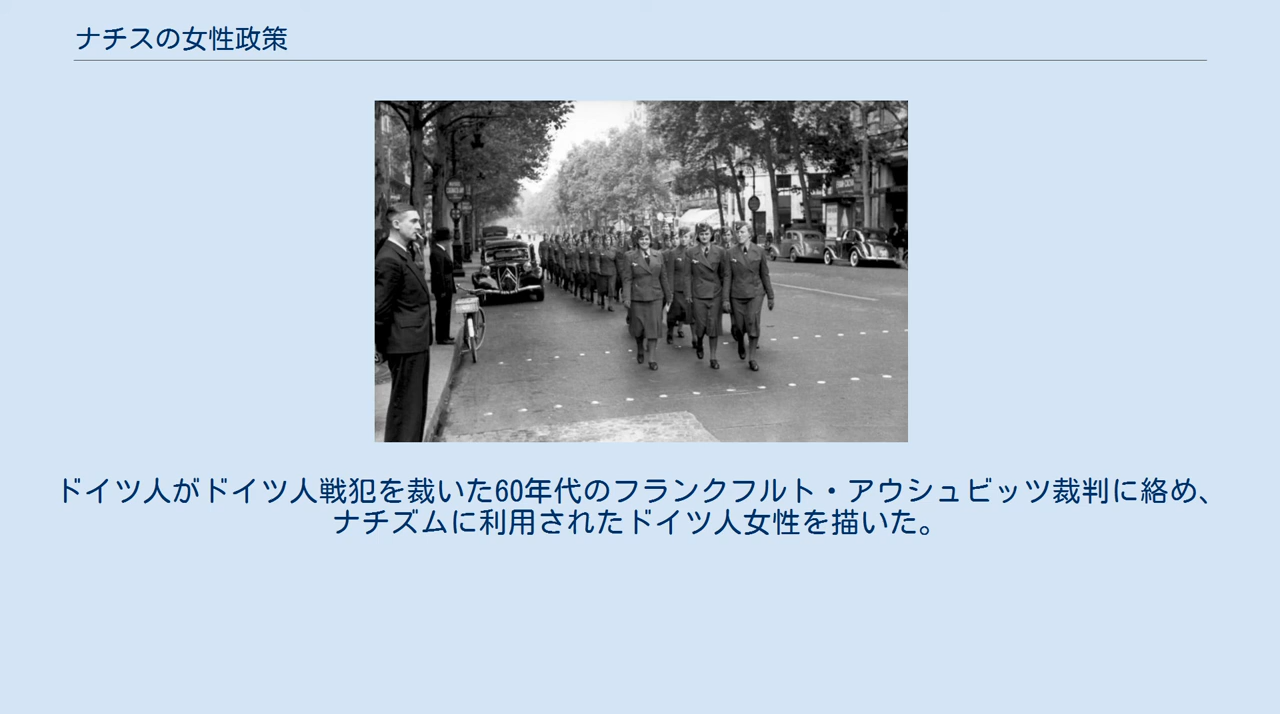 ナチスの女性政策
ドイツ人がドイツ人戦犯を裁いた60年代のフランクフルト・アウシュビッツ裁判に絡め、
ナチズムに利用されたドイツ人女性を描いた。